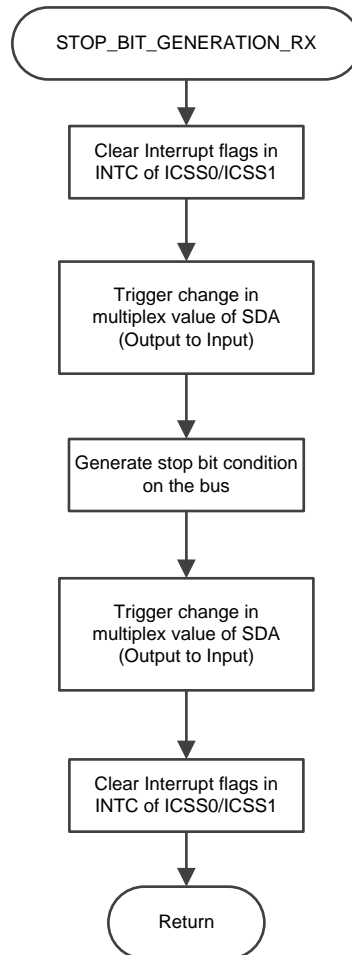 STOP_BIT_GENERATION_RX
Clear Interrupt flags in
INTC of ICSS0/ICSS1
Trigger change in
multiplex value of SDA
(Output to Input)
Generate stop bit condition
on the bus
Trigger change in
multiplex value of SDA
(Output to Input)
Clear Interrupt flags in
INTC of ICSS0/ICSS1
Return